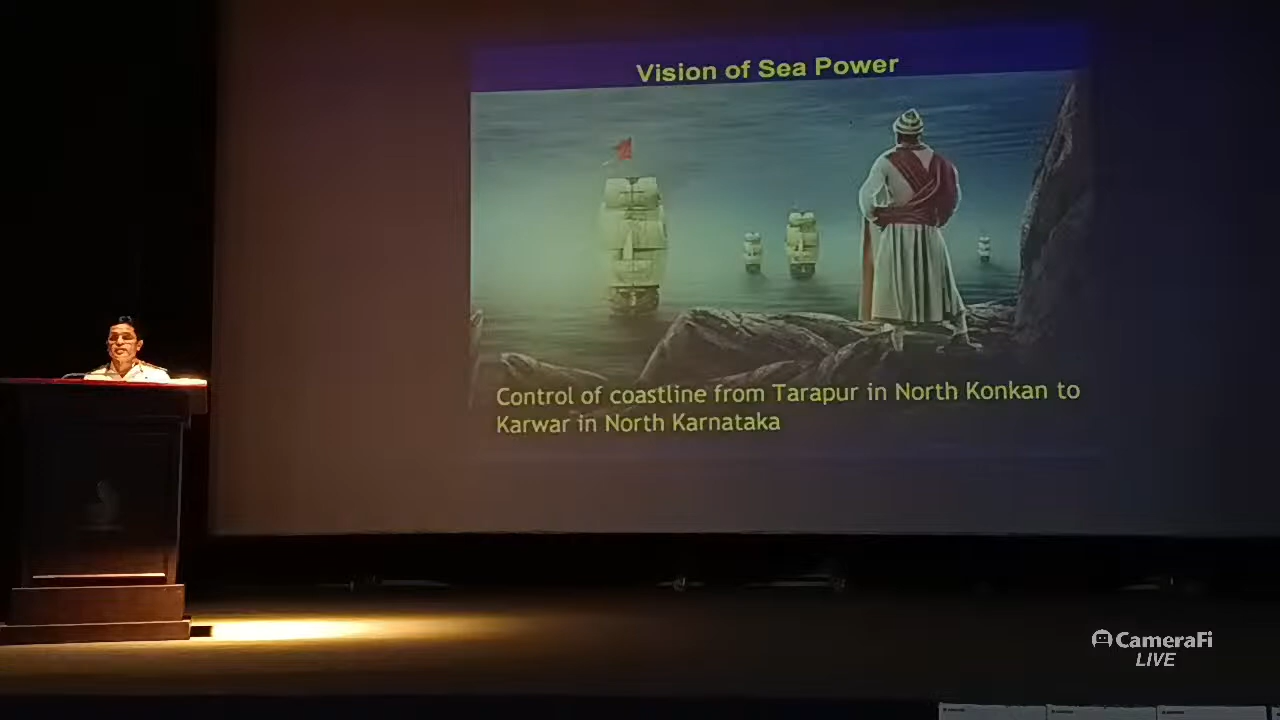 Vision of Sea Power
Control of coastline from Tarapur in North Konkan to
Karwar in North Karnataka
CameraFi
LIVE